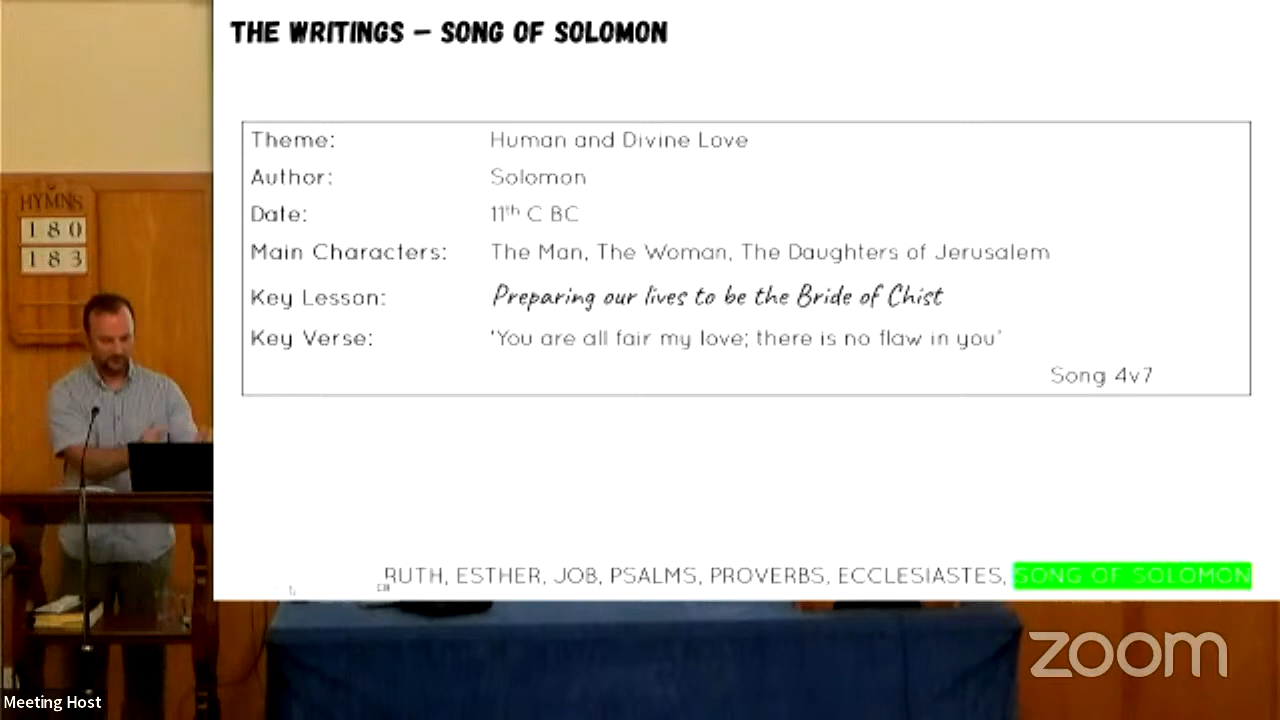 THE WRITINGS – SONG OF SOLOMON
Theme: Human and Divine Love
Author: Solomon
Date: 11th C BC
Main Characters: The Man, The Woman, The Daughters of Jerusalem
Key Lesson: Preparing our lives to be the Bride of Chist
Key Verse: 'You are all fair my love; there is no flaw in you'
Song 4v7
RUTH, ESTHER, JOB, PSALMS, PROVERBS, ECCLESIASTES, SONG OF SOLOMON
HYMNS
180
183
zoom
Meeting Host